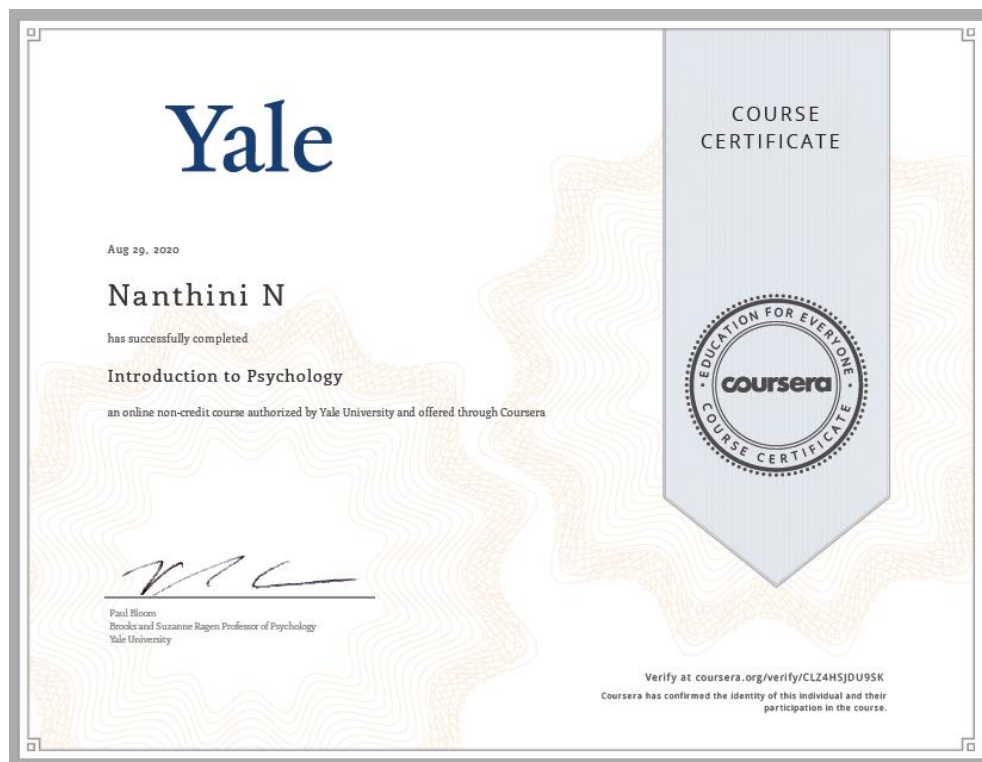 Yale
COURSE
CERTIFICATE
Aug 29, 2020
Nanthini N
has successfully completed
Introduction to Psychology
an online non-credit course authorized by Yale University and offered through Coursera
EDUCATION FOR EVERYONE
coursera
COURSE CERTIFICATE
Paul Bloom
Brooks and Suzanne Ragen Professor of Psychology
Yale University
Verify at coursera.org/verify/CLZ4HSJDU9SK
Coursera has confirmed the identity of this individual and their
participation in the course.